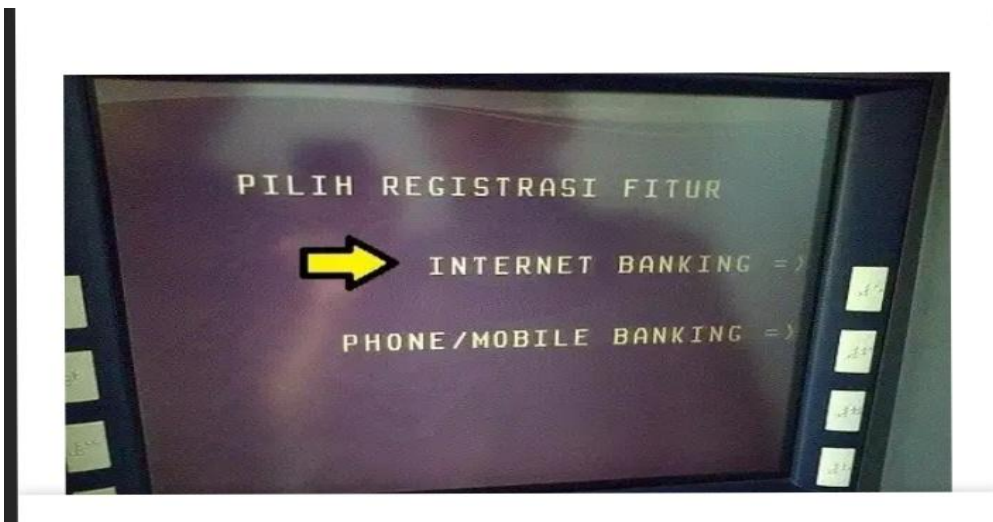 PILIH REGISTRASI FITUR
INTERNET BANKING =>
PHONE/MOBILE BANKING =>